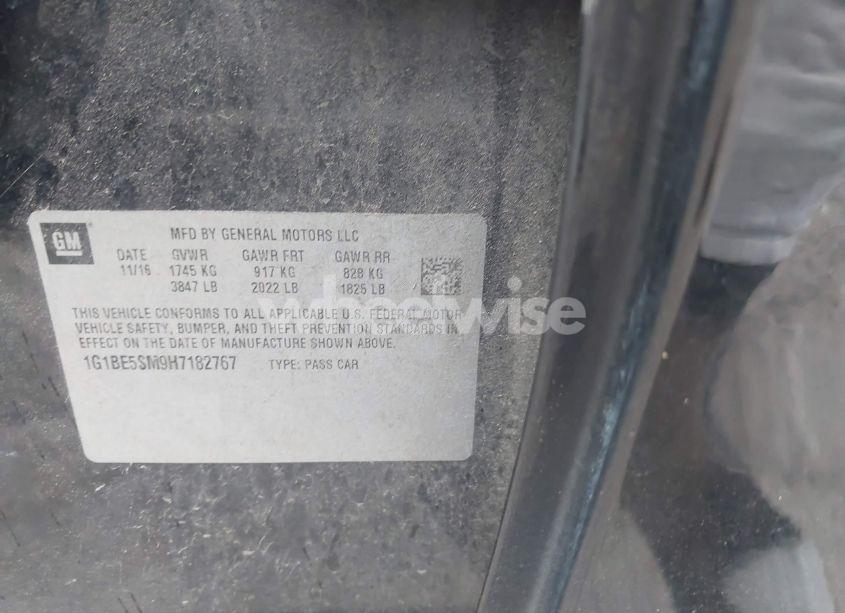 GM
MFD BY GENERAL MOTORS LLC
DATE GVWR GAWR FRT GAWR RR
11/16 1745 KG 917 KG 828 KG
3847 LB 2022 LB 1825 LB
THIS VEHICLE CONFORMS TO ALL APPLICABLE U.S. FEDERAL MOTOR
VEHICLE SAFETY, BUMPER, AND THEFT PREVENTION STANDARDS IN
EFFECT ON THE DATE OF MANUFACTURE SHOWN ABOVE.
1G1BE5SM9H7182767 TYPE: PASS CAR